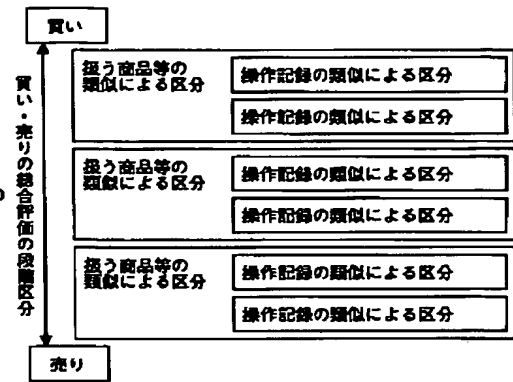 買い
買い・売りの総合評価の段階区分
扱う商品等の
類似による区分
操作記録の類似による区分
操作記録の類似による区分
扱う商品等の
類似による区分
操作記録の類似による区分
操作記録の類似による区分
扱う商品等の
類似による区分
操作記録の類似による区分
操作記録の類似による区分
売り